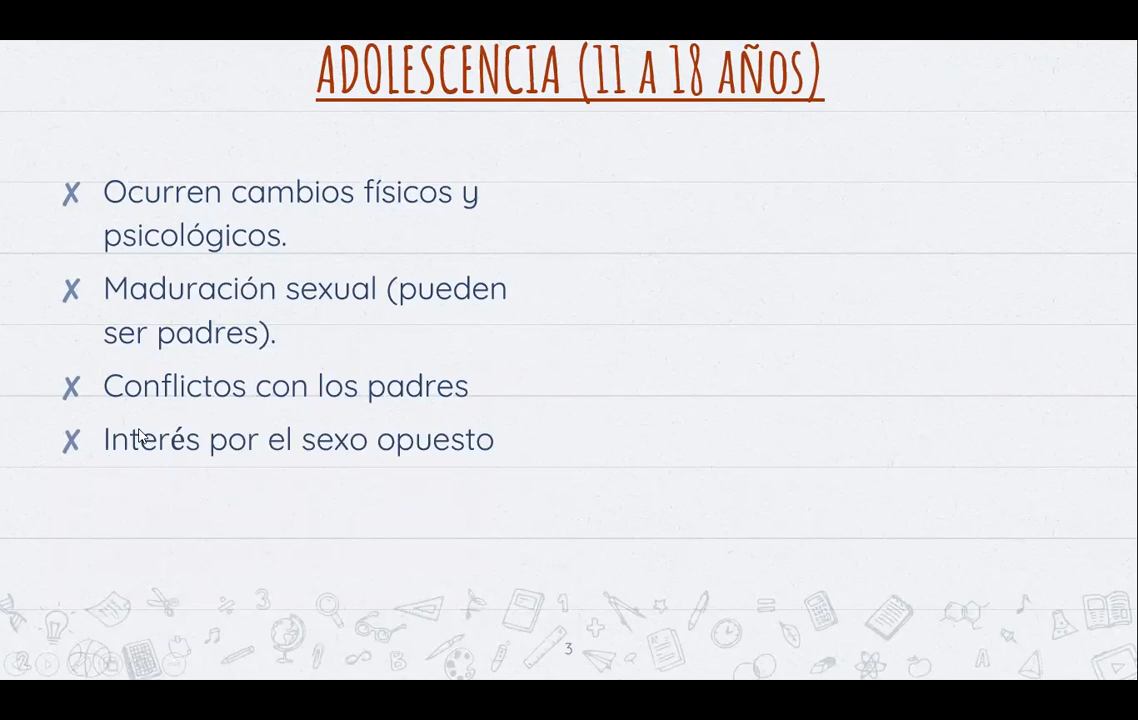 ADOLESCENCIA (11 A 18 AÑOS)
✗ Ocurren cambios físicos y
psicológicos.
✗ Maduración sexual (pueden
ser padres).
✗ Conflictos con los padres
✗ Interés por el sexo opuesto
3